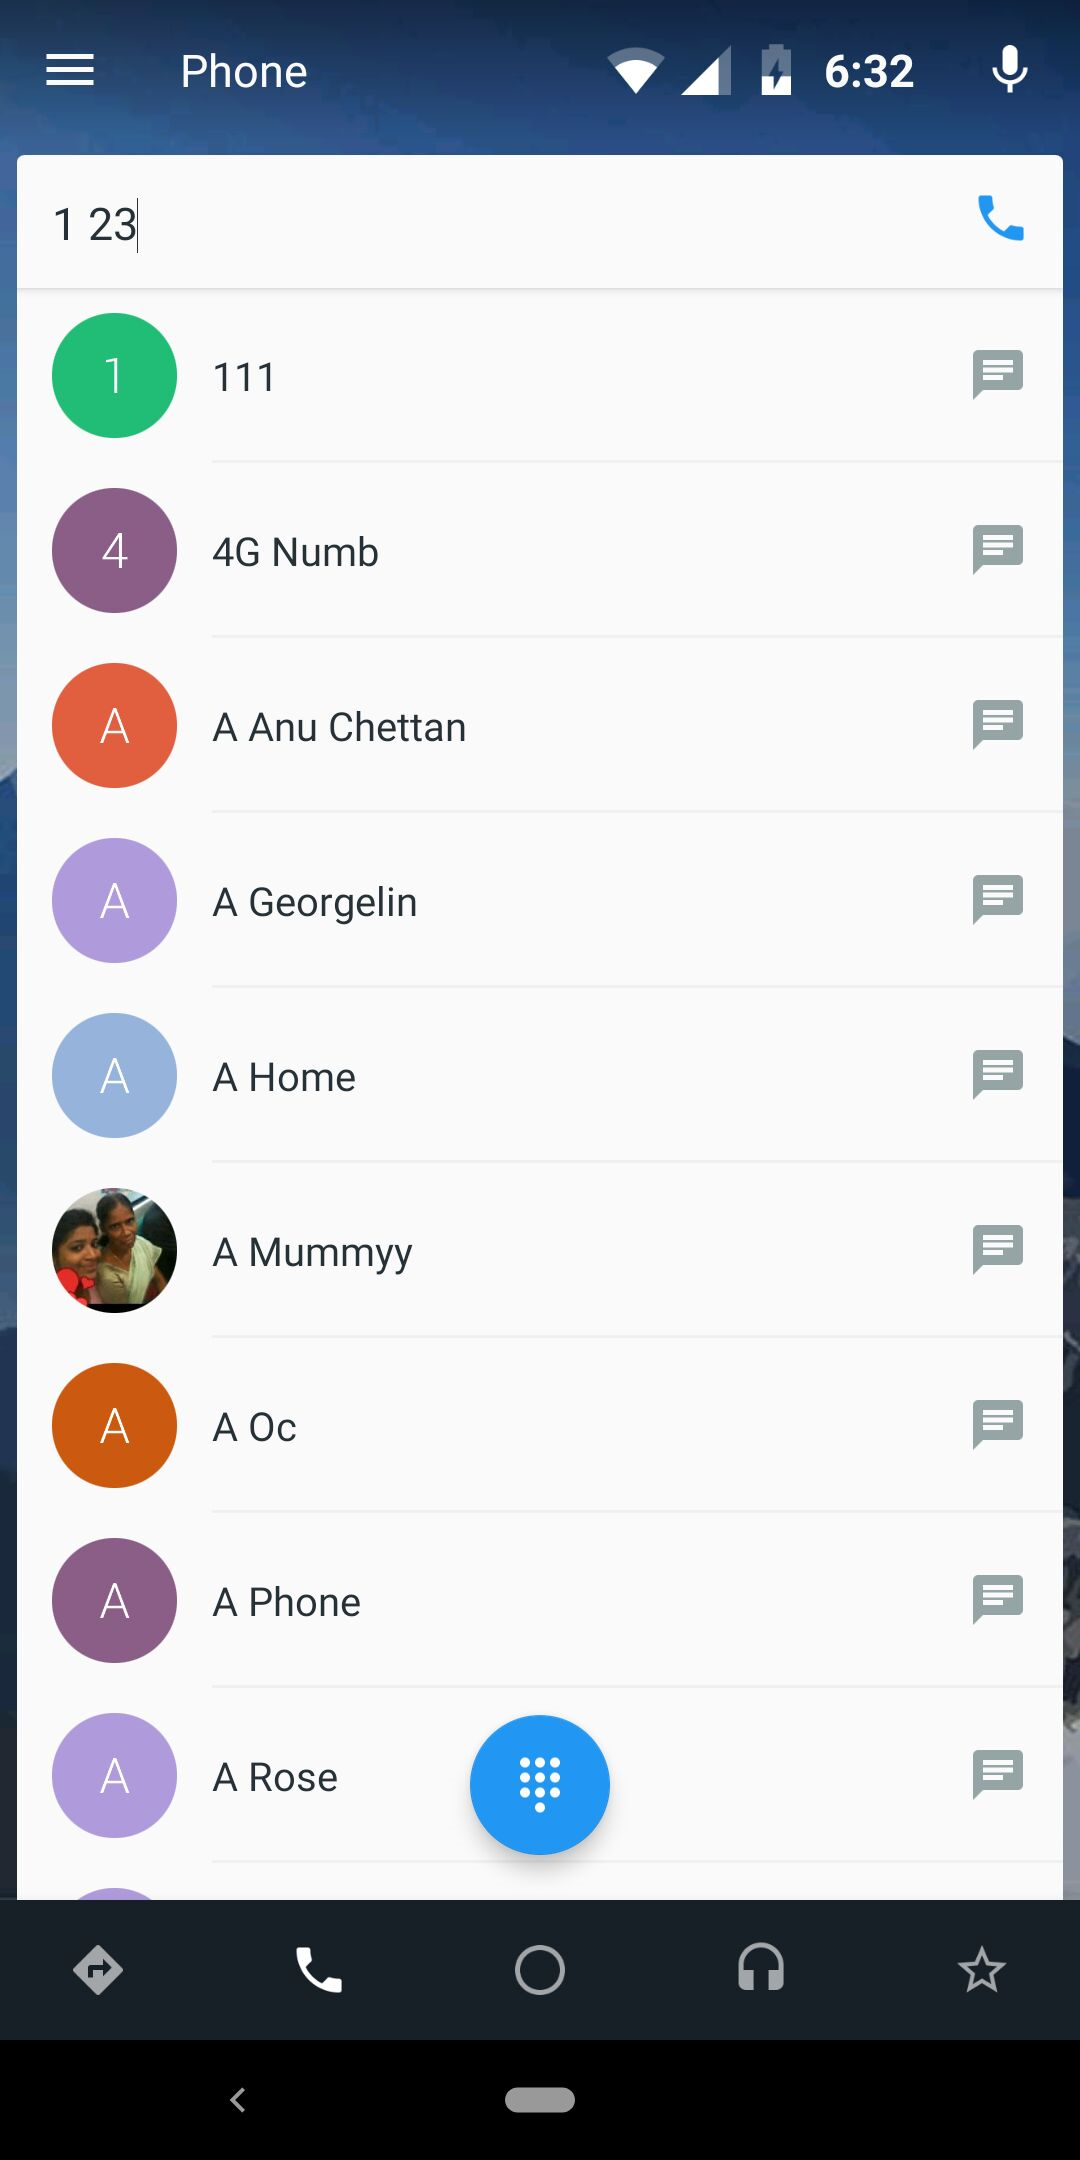 Phone 6:32
1 23
1 111
4 4G Numb
A A Anu Chettan
A A Georgelin
A A Home
A Mummyy
A A Oc
A A Phone
A A Rose